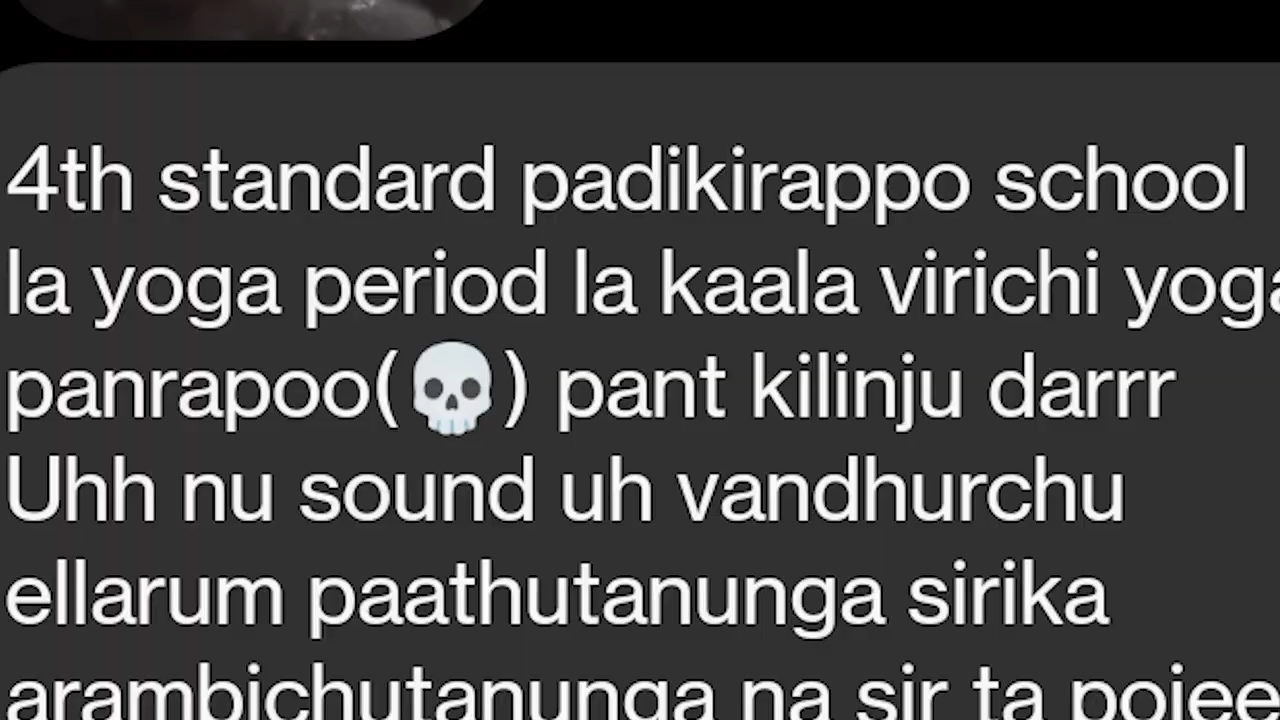 4th standard padikirappo school
la yoga period la kaala virichi yoga
panrapoo(💀) pant kilinju darrr
Uhh nu sound uh vandhurchu
ellarum paathutanunga sirika
arambichutanunga na sir ta pojee